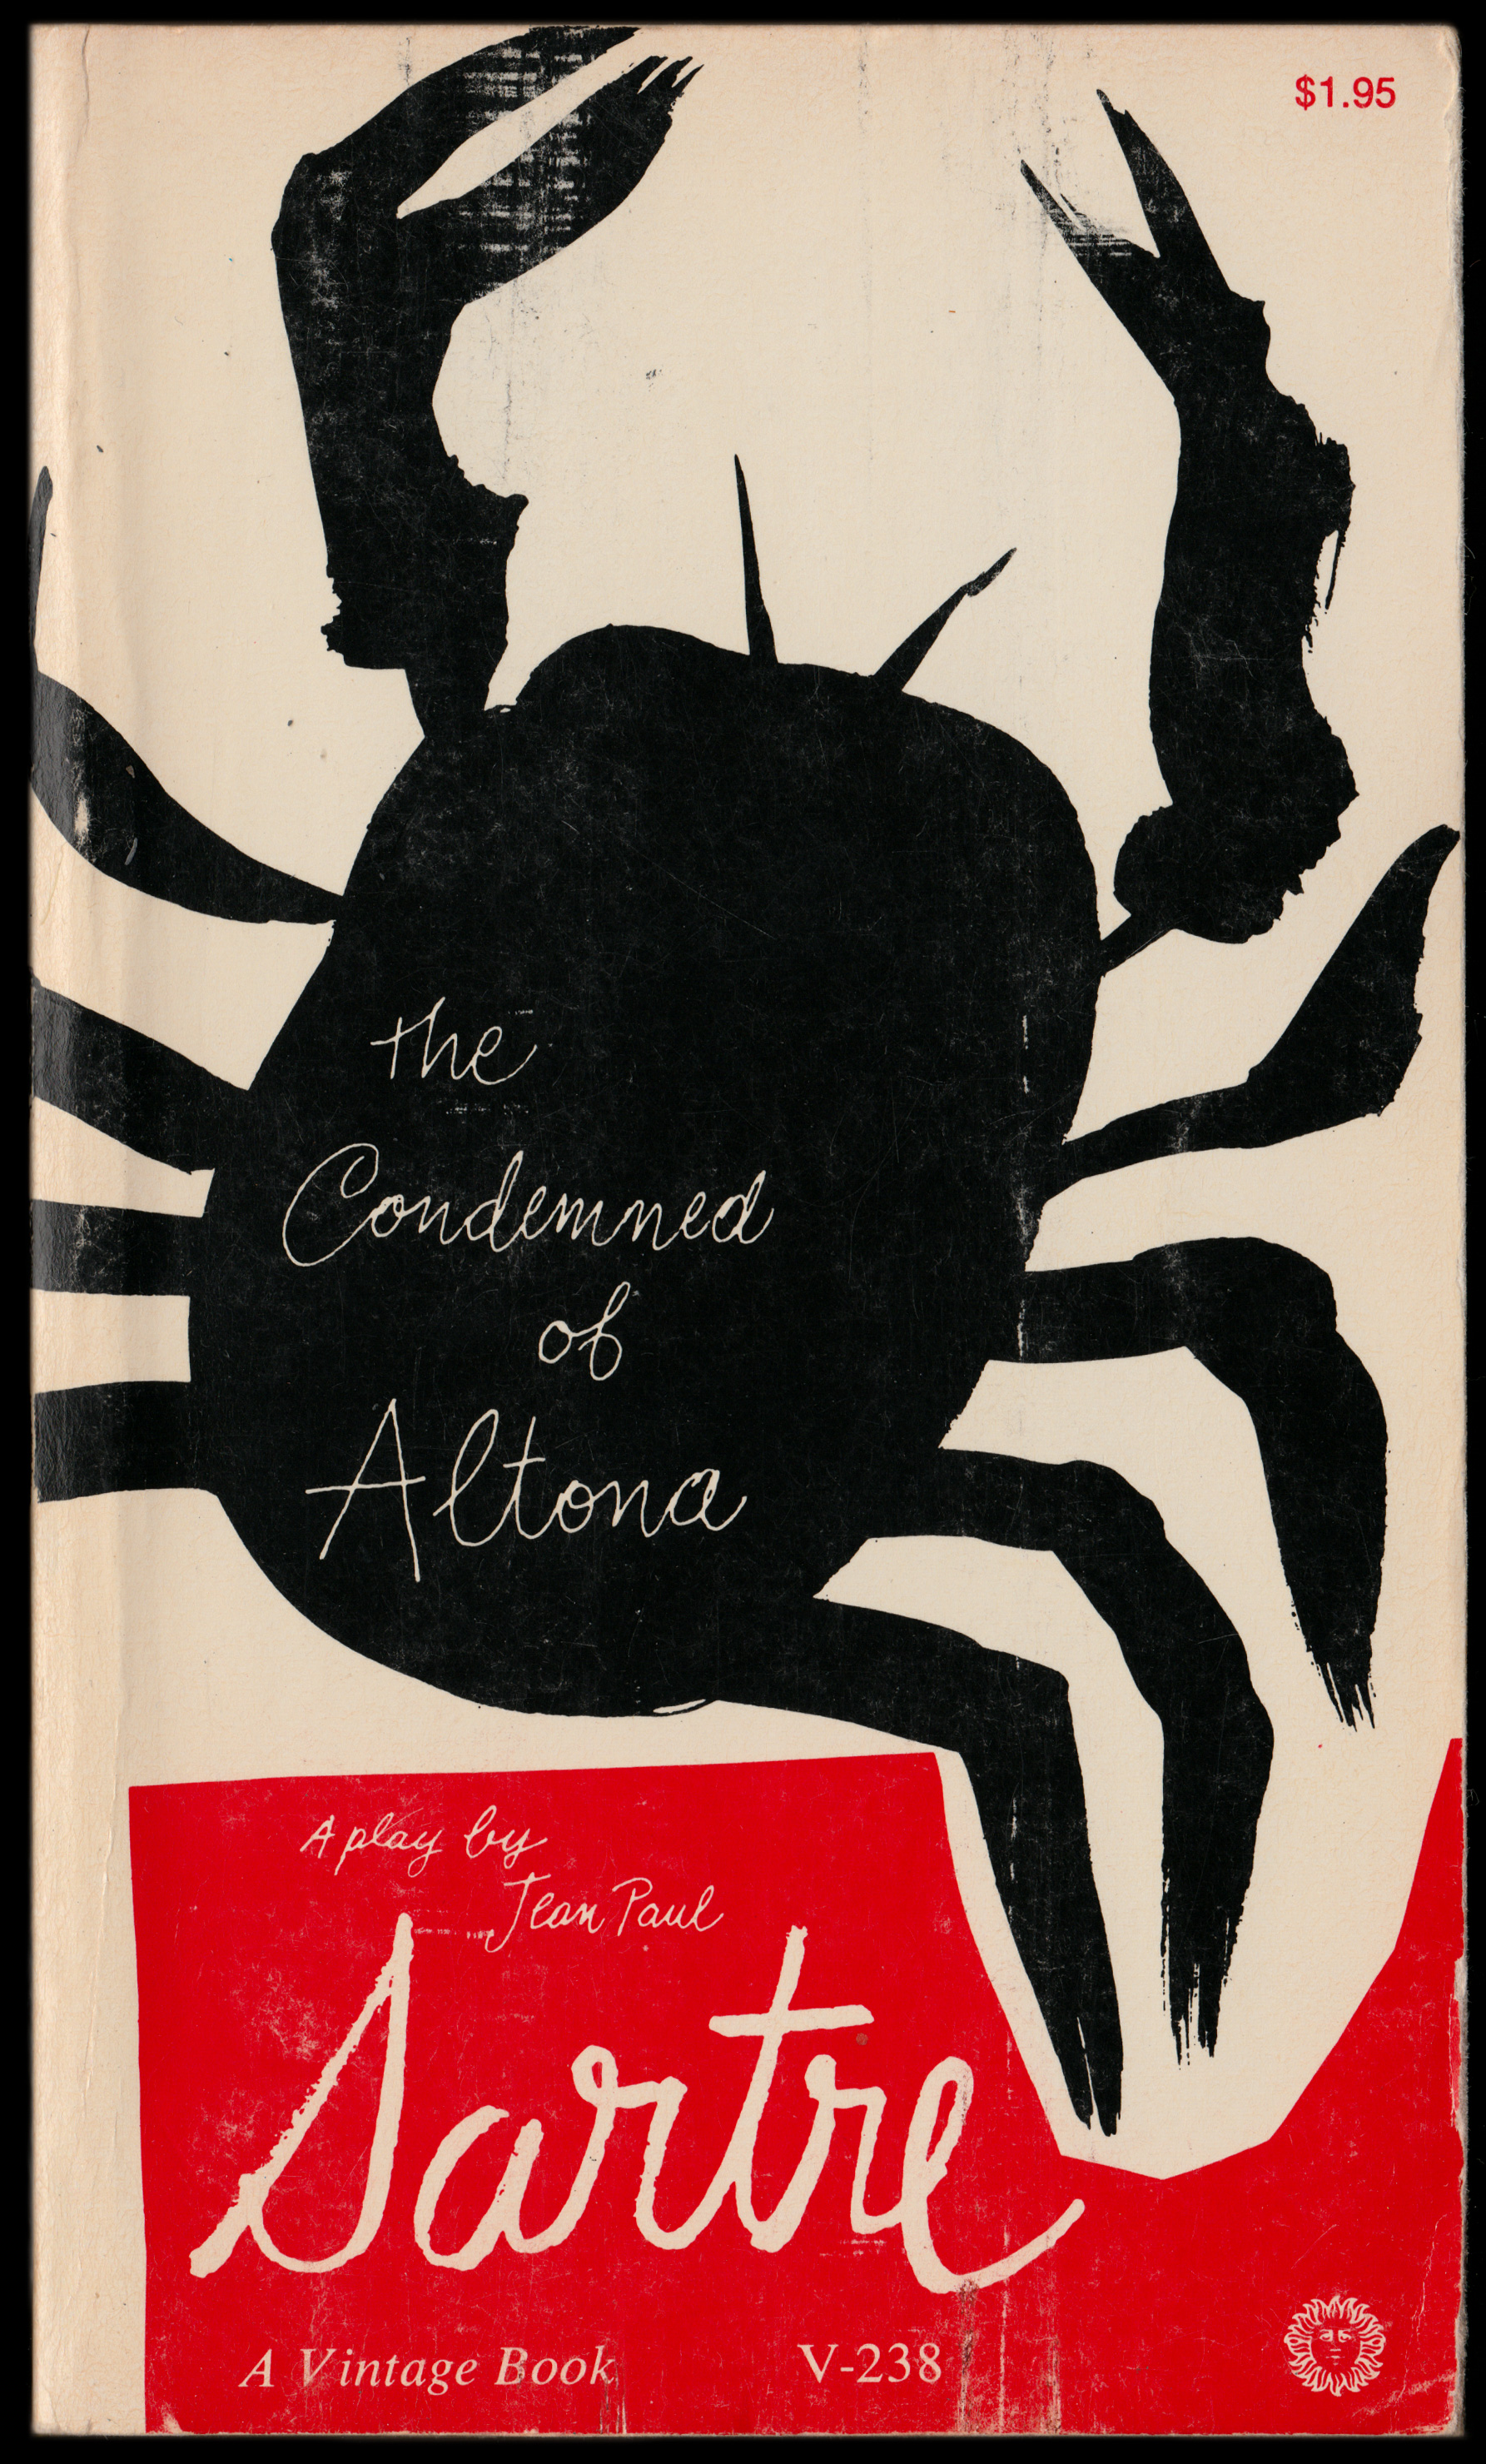 $1.95
the
Condemned
of
Altona
A play by
Jean Paul
Sartre
A Vintage Book V-238